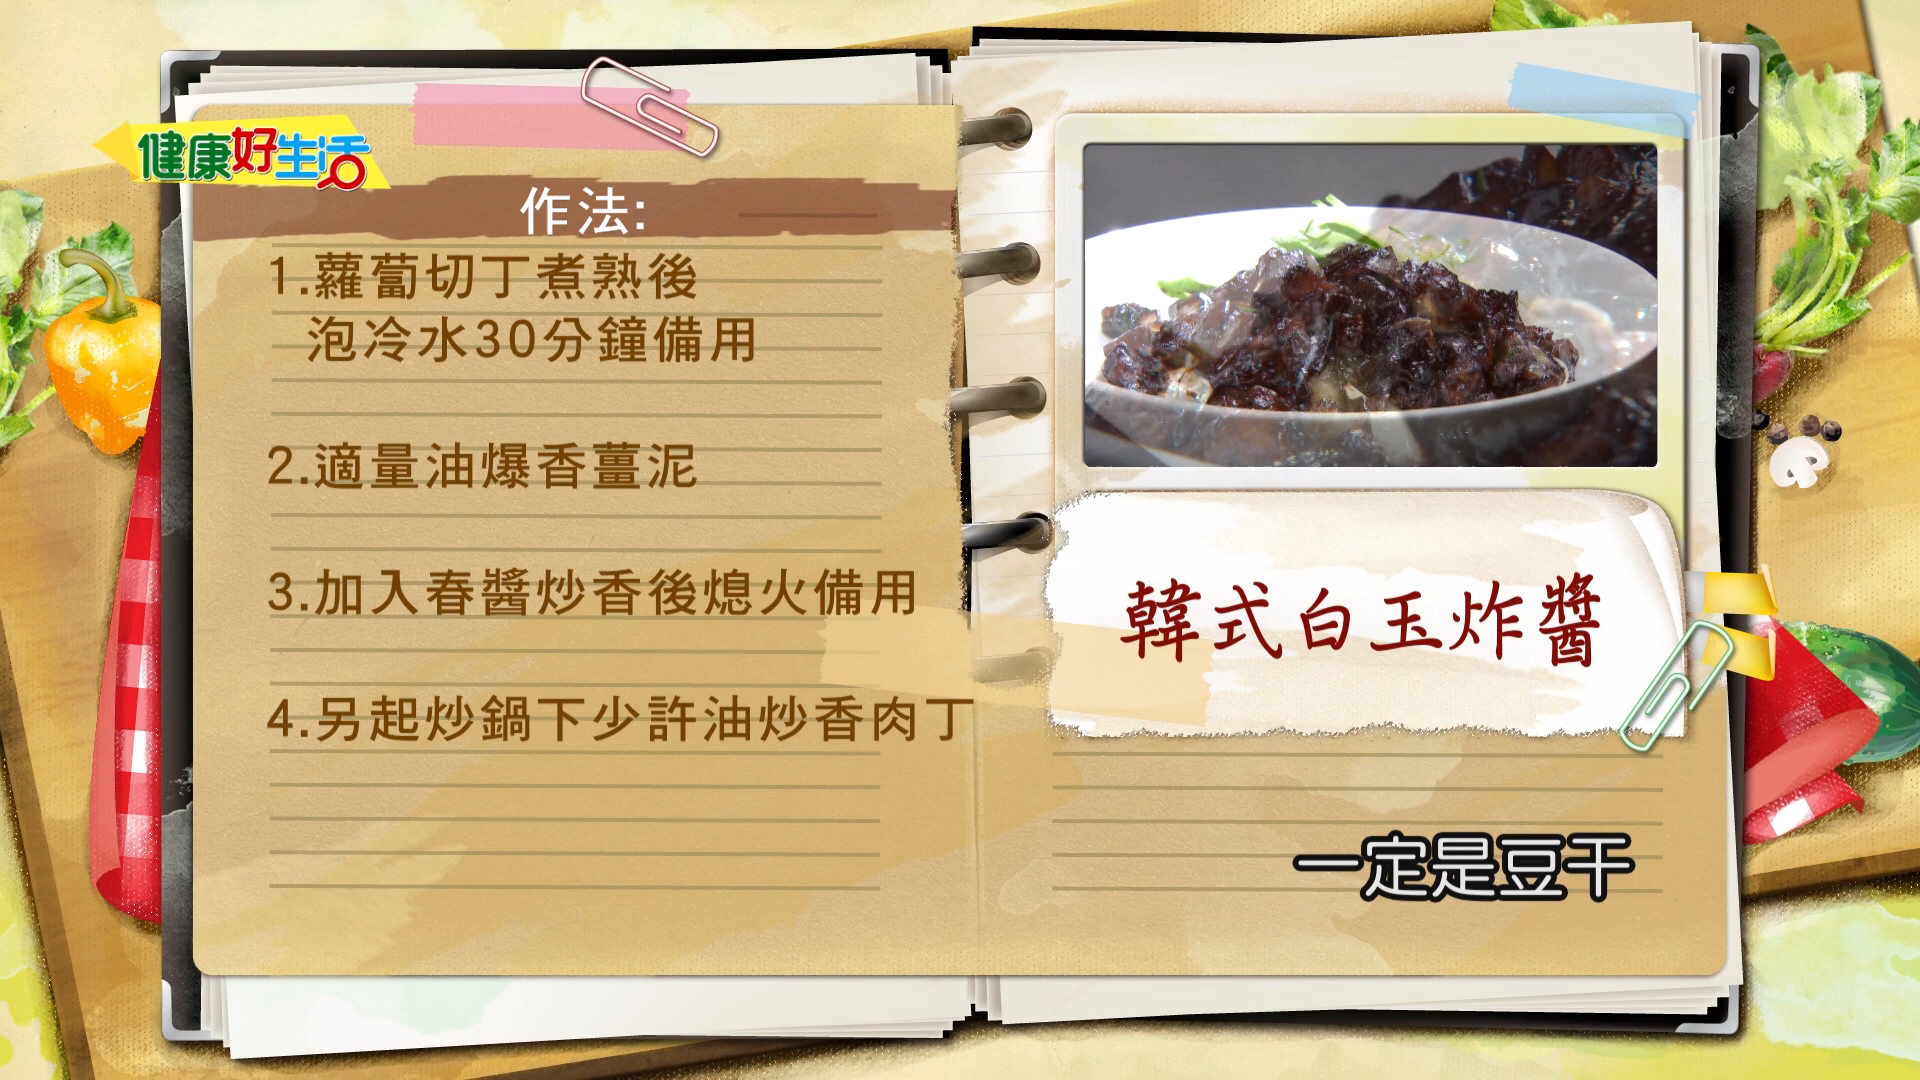 健康好生活
作法:
1.蘿蔔切丁煮熟後
泡冷水30分鐘備用
2.適量油爆香薑泥
3.加入春醬炒香後熄火備用
4.另起炒鍋下少許油炒香肉丁
韓式白玉炸醬
一定是豆干